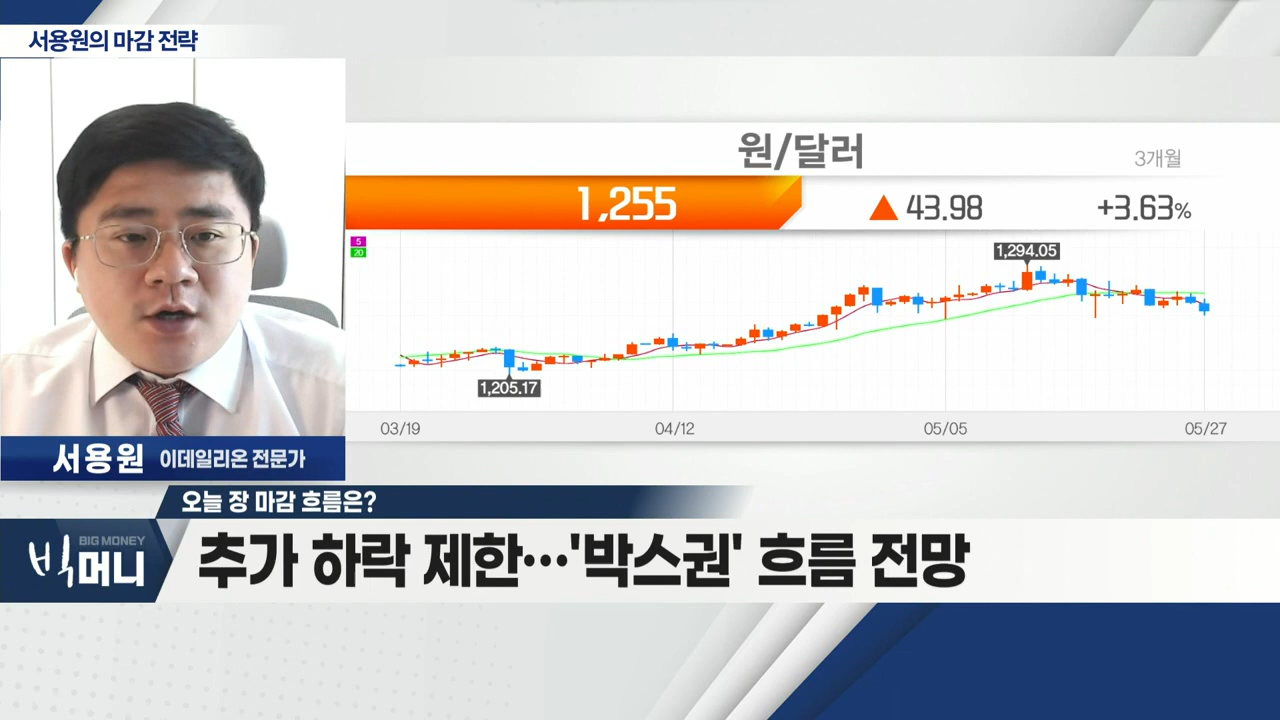 서용원의 마감 전략
원/달러
3개월
1,255
▲ 43.98
+3.63%
5
20
1,294.05
1,205.17
03/19
04/12
05/05
05/27
서용원 이데일리온 전문가
오늘 장 마감 흐름은?
BIG MONEY
빅머니
추가 하락 제한…'박스권' 흐름 전망